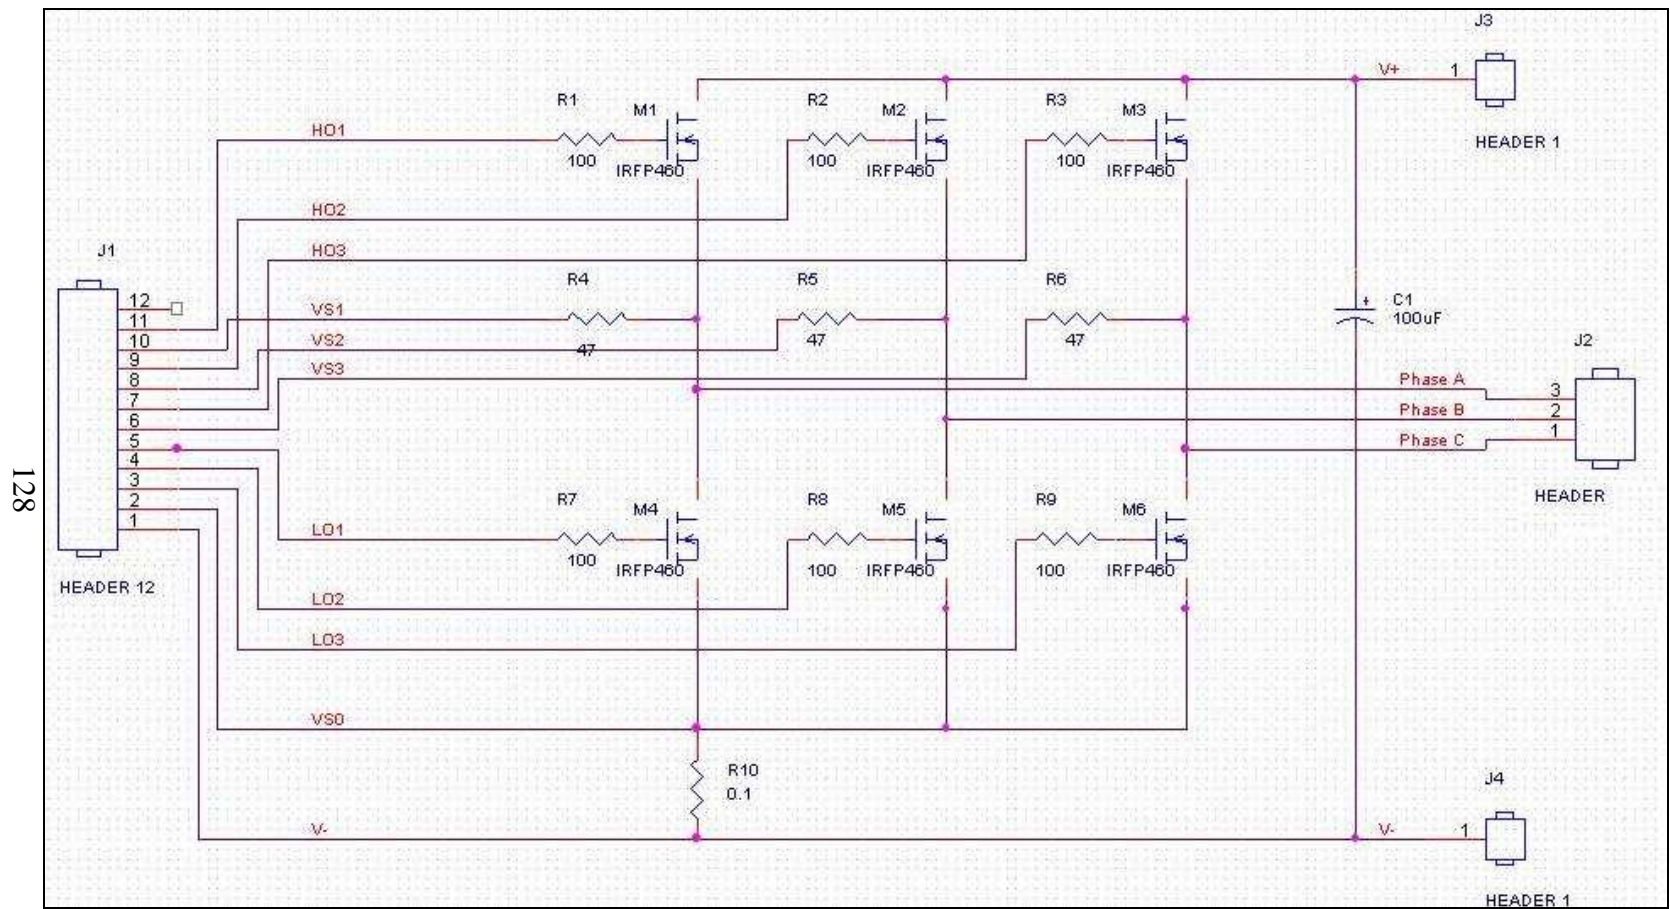 J3
V+ 1
HEADER 1
R1 M1
100
IRFP460
R2 M2
100
IRFP460
R3 M3
100
IRFP460
HO1
HO2
HO3
J1
12
11
10
9
8
7
6
5
4
3
2
1
HEADER 12
VS1
VS2
VS3
R4
47
R5
47
R6
47
C1
100uF
J2
Phase A 3
Phase B 2
Phase C 1
HEADER
128
R7 M4
100
IRFP460
R8 M5
100
IRFP460
R9 M6
100
IRFP460
LO1
LO2
LO3
VS0
R10
0.1
V-
J4
V- 1
HEADER 1